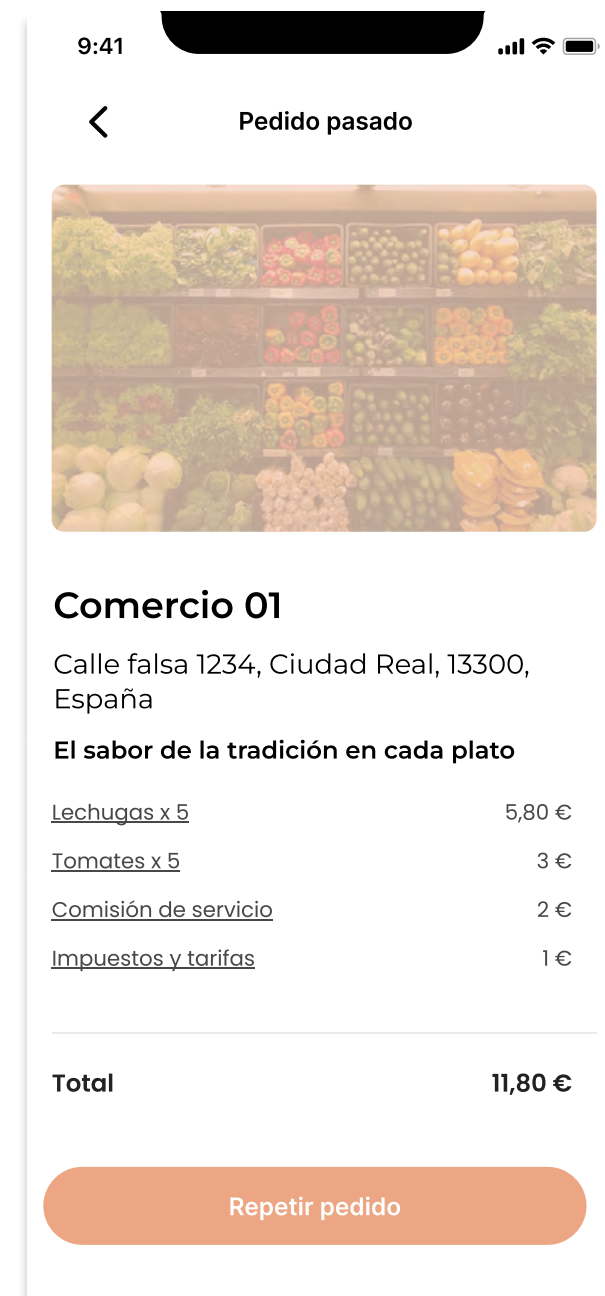 9:41
Pedido pasado
Comercio 01
Calle falsa 1234, Ciudad Real, 13300,
España
El sabor de la tradición en cada plato
Lechugas x 5 5,80 €
Tomates x 5 3 €
Comisión de servicio 2 €
Impuestos y tarifas 1 €
Total 11,80 €
Repetir pedido